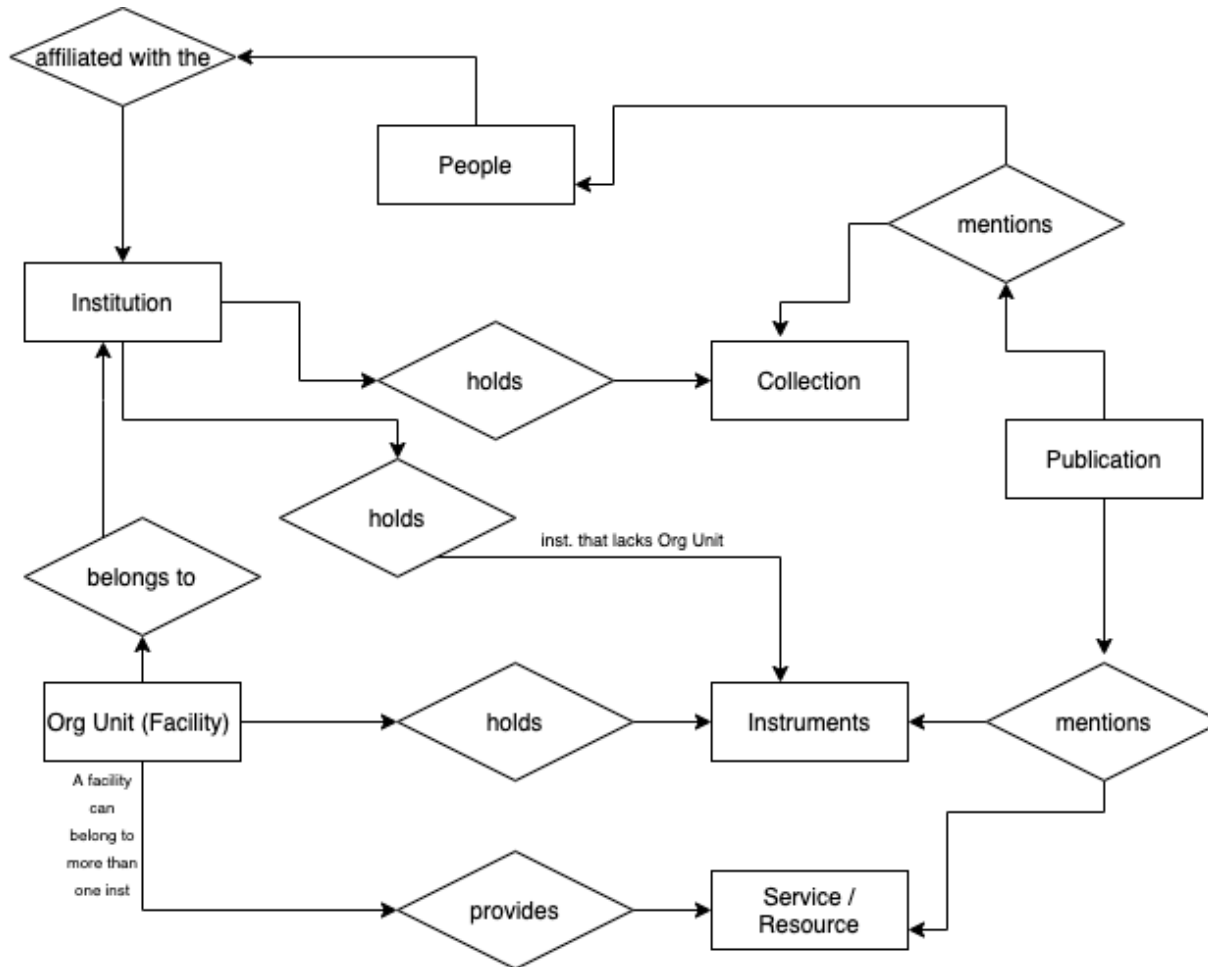 affiliated with the
People
mentions
Institution
holds
Collection
Publication
holds
inst. that lacks Org Unit
belongs to
Org Unit (Facility)
holds
Instruments
mentions
A facility
can
belong to
more than
one inst
provides
Service /
Resource